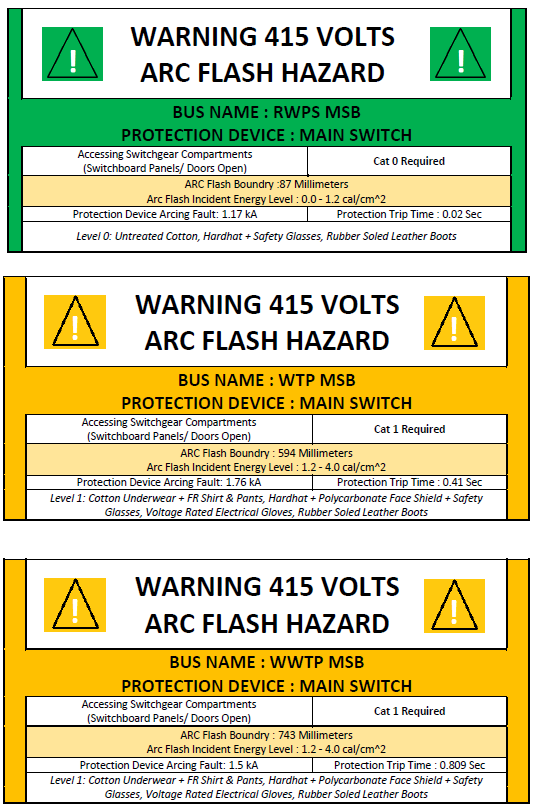 WARNING 415 VOLTS
ARC FLASH HAZARD
!
!
BUS NAME : RWPS MSB
PROTECTION DEVICE : MAIN SWITCH
Accessing Switchgear Compartments
(Switchboard Panels/ Doors Open)
Cat 0 Required
ARC Flash Boundry :87 Millimeters
Arc Flash Incident Energy Level : 0.0 - 1.2 cal/cm^2
Protection Device Arcing Fault: 1.17 kA
Protection Trip Time : 0.02 Sec
Level 0: Untreated Cotton, Hardhat + Safety Glasses, Rubber Soled Leather Boots
WARNING 415 VOLTS
ARC FLASH HAZARD
!
!
BUS NAME : WTP MSB
PROTECTION DEVICE : MAIN SWITCH
Accessing Switchgear Compartments
(Switchboard Panels/ Doors Open)
Cat 1 Required
ARC Flash Boundry : 594 Millimeters
Arc Flash Incident Energy Level : 1.2 - 4.0 cal/cm^2
Protection Device Arcing Fault: 1.76 kA
Protection Trip Time : 0.41 Sec
Level 1: Cotton Underwear + FR Shirt & Pants, Hardhat + Polycarbonate Face Shield + Safety
Glasses, Voltage Rated Electrical Gloves, Rubber Soled Leather Boots
WARNING 415 VOLTS
ARC FLASH HAZARD
!
!
BUS NAME : WWTP MSB
PROTECTION DEVICE : MAIN SWITCH
Accessing Switchgear Compartments
(Switchboard Panels/ Doors Open)
Cat 1 Required
ARC Flash Boundry : 743 Millimeters
Arc Flash Incident Energy Level : 1.2 - 4.0 cal/cm^2
Protection Device Arcing Fault: 1.5 kA
Protection Trip Time : 0.809 Sec
Level 1: Cotton Underwear + FR Shirt & Pants, Hardhat + Polycarbonate Face Shield + Safety
Glasses, Voltage Rated Electrical Gloves, Rubber Soled Leather Boots